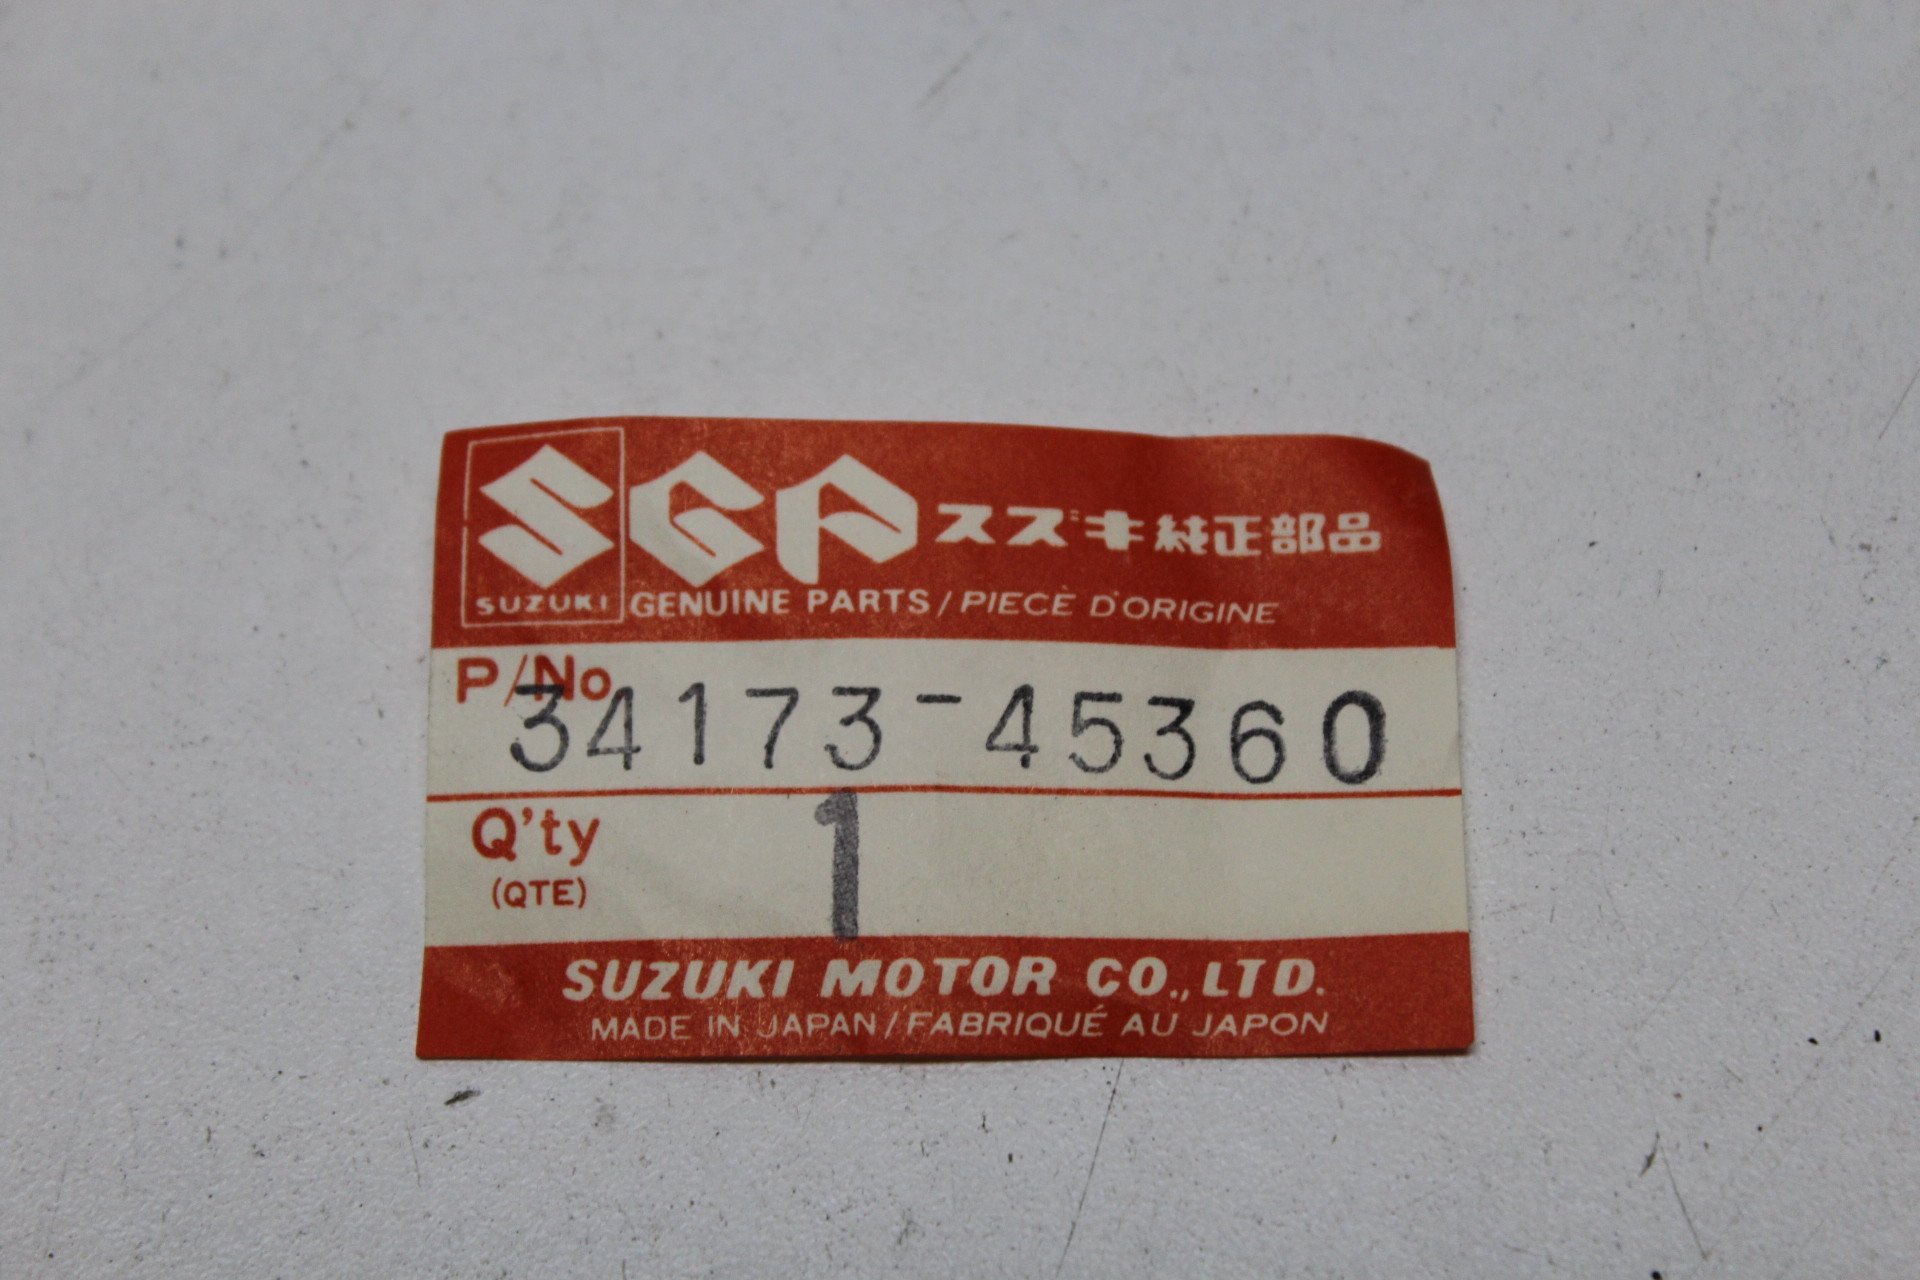 SUZUKI
SGP スズキ純正部品
GENUINE PARTS / PIECÈ D'ORIGINE
P/No
34173-45360
Q'ty 1
(QTE)
SUZUKI MOTOR CO., LTD.
MADE IN JAPAN / FABRIQUÉ AU JAPON